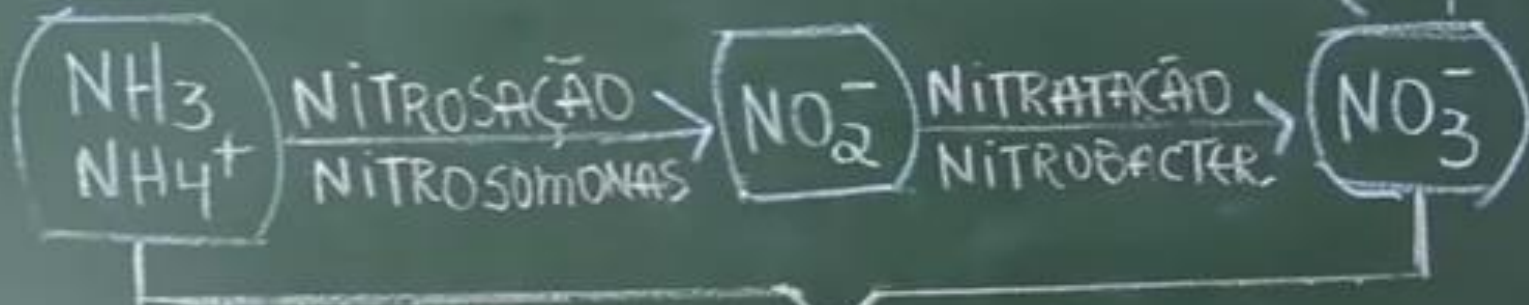 NH3
NH4+
NiTROSAÇÃO
NiTROSOMONAS
NO2-
NiTRATAÇÃO
NiTROBACTER
NO3-